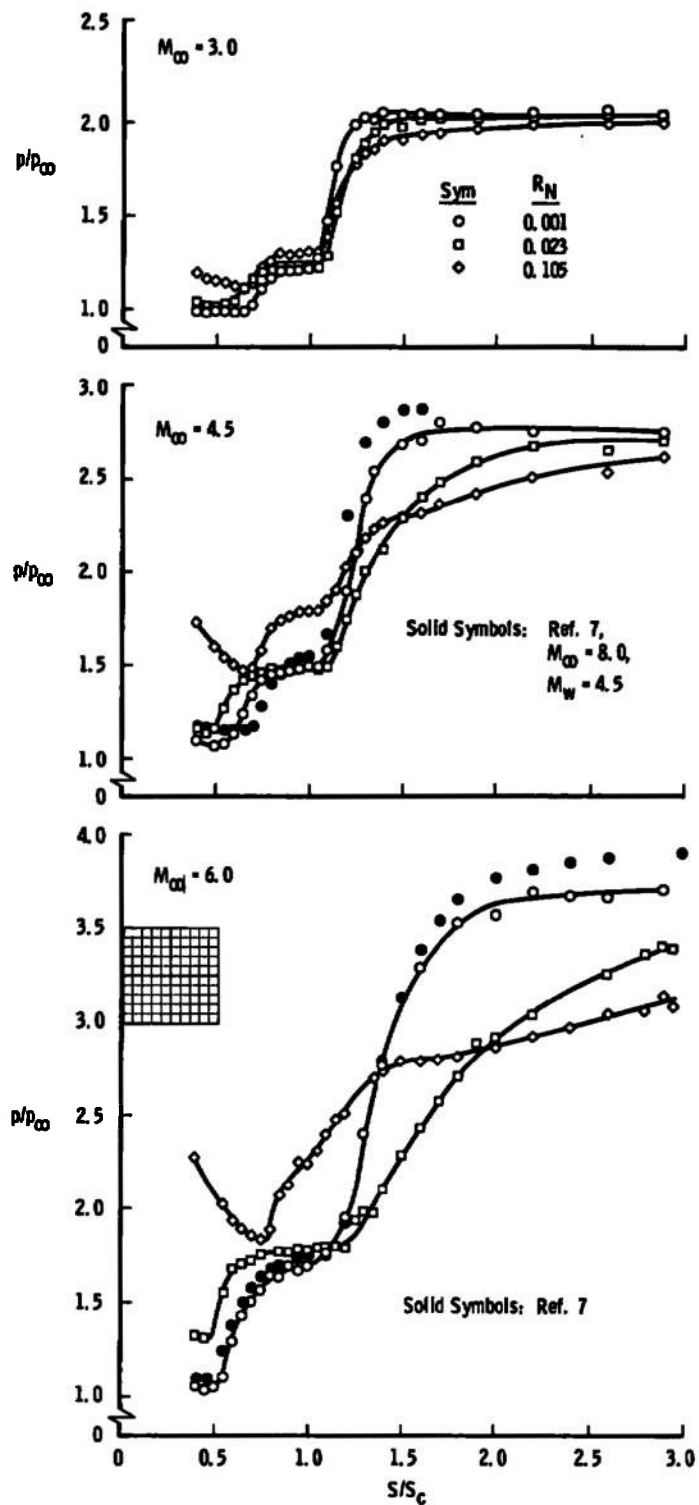 2.5
M∞ = 3.0
2.0
p/p∞
Sym RN
0.001
1.5
0.023
0.105
1.0
0
3.0
M∞ = 4.5
2.5
p/p∞
2.0
Solid Symbols: Ref. 7,
M∞ = 8.0,
1.5
Mw = 4.5
1.0
0
4.0
M∞ = 6.0
3.5
3.0
p/p∞
2.5
2.0
Solid Symbols: Ref. 7
1.5
1.0
0
0 0.5 1.0 1.5 2.0 2.5 3.0
S/Sc